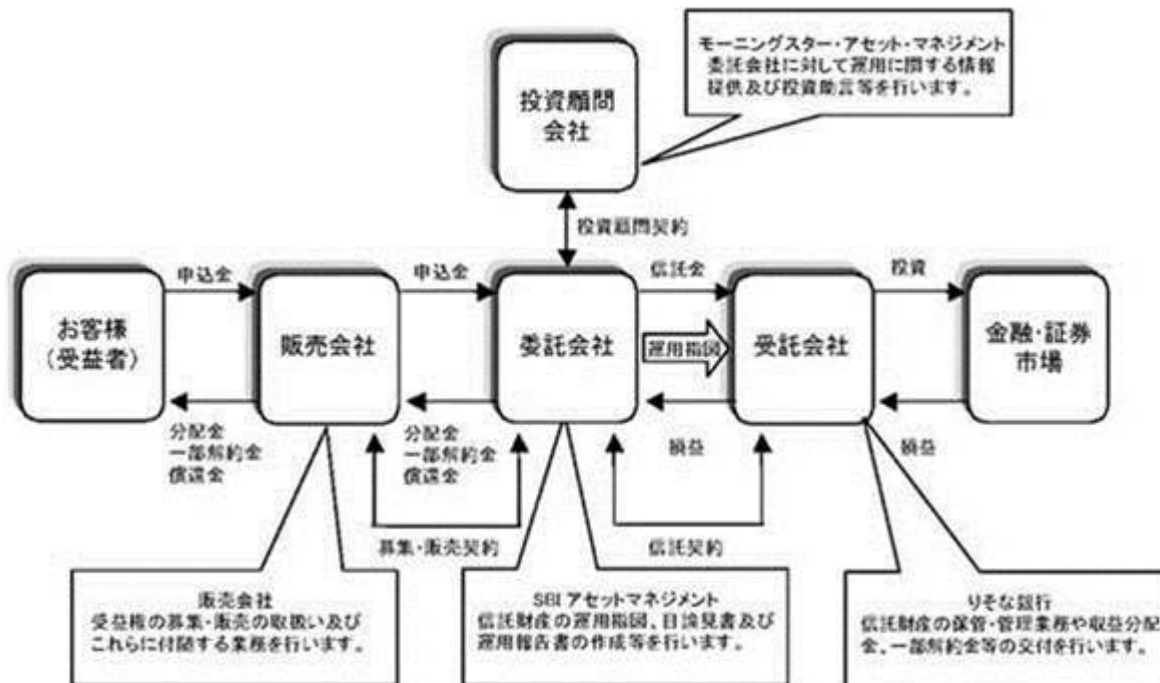 モーニングスター・アセット・マネジメント
委託会社に対して運用に関する情報
提供及び投資助言等を行います。
投資顧問
会社
投資顧問契約
申込金
申込金
信託金
投資
お客様
（受益者）
販売会社
委託会社
運用指図
受託会社
金融・証券
市場
分配金
一部解約金
償還金
分配金
一部解約金
償還金
損益
損益
募集・販売契約
信託契約
販売会社
受益権の募集・販売の取扱い及び
これらに付随する業務を行います。
SBI アセットマネジメント
信託財産の運用指図、目論見書及び
運用報告書の作成等を行います。
りそな銀行
信託財産の保管・管理業務や収益分配
金、一部解約金等の交付を行います。